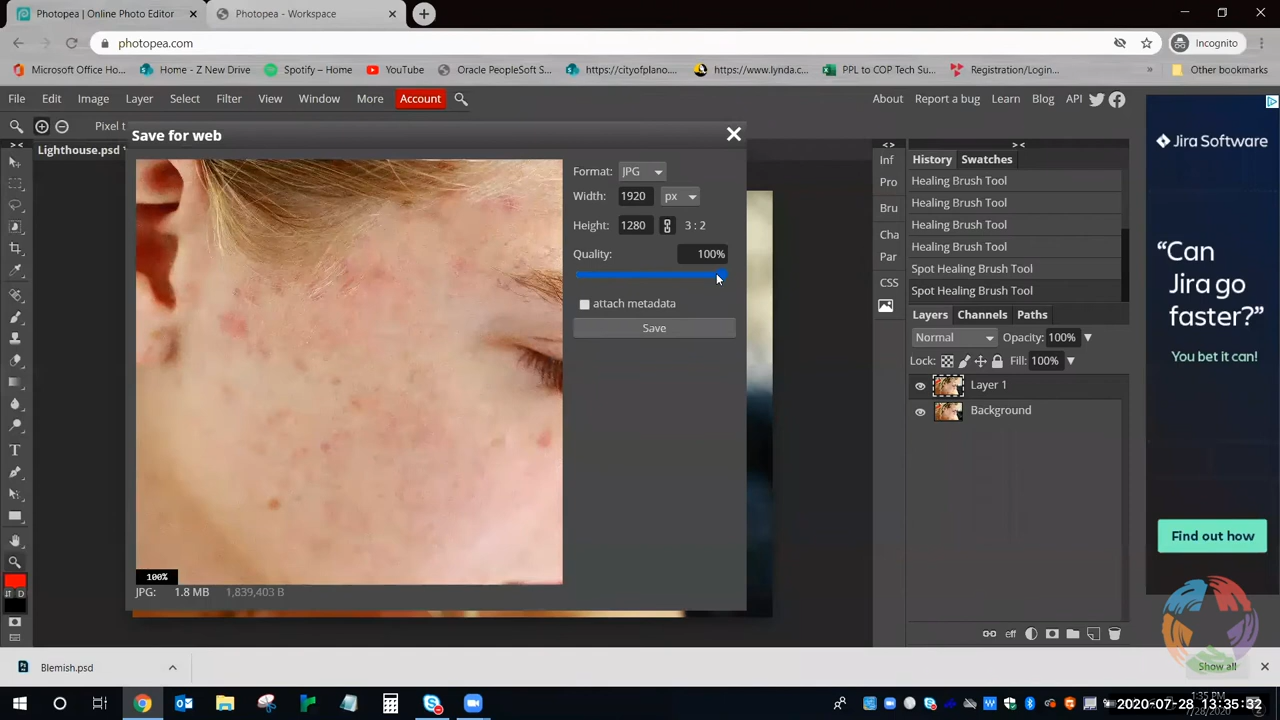 Photopea | Online Photo Editor
Photopea - Workspace
photopea.com
Incognito
Microsoft Office Ho...
Home - Z New Drive
Spotify – Home
YouTube
Oracle PeopleSoft S...
https://cityofplano....
https://www.lynda.c...
PPL to COP Tech Su...
Registration/Login...
»
Other bookmarks
File Edit Image Layer Select Filter View Window More Account
About Report a bug Learn Blog API
Pixel t
Lighthouse.psd
Save for web
Format: JPG
Width: 1920 px
Height: 1280 3 : 2
Quality: 100%
attach metadata
Save
100%
JPG: 1.8 MB 1,839,403 B
<> ><
Inf
Pro
Bru
Cha
Par
CSS
History Swatches
Healing Brush Tool
Healing Brush Tool
Healing Brush Tool
Healing Brush Tool
Spot Healing Brush Tool
Spot Healing Brush Tool
Layers Channels Paths
Normal Opacity: 100%
Lock: Fill: 100%
Layer 1
Background
eff
Jira Software
“Can
Jira go
faster?”
You bet it can!
Find out how
Blemish.psd
Show all
1:35 PM
2020-07-28 13:35:32